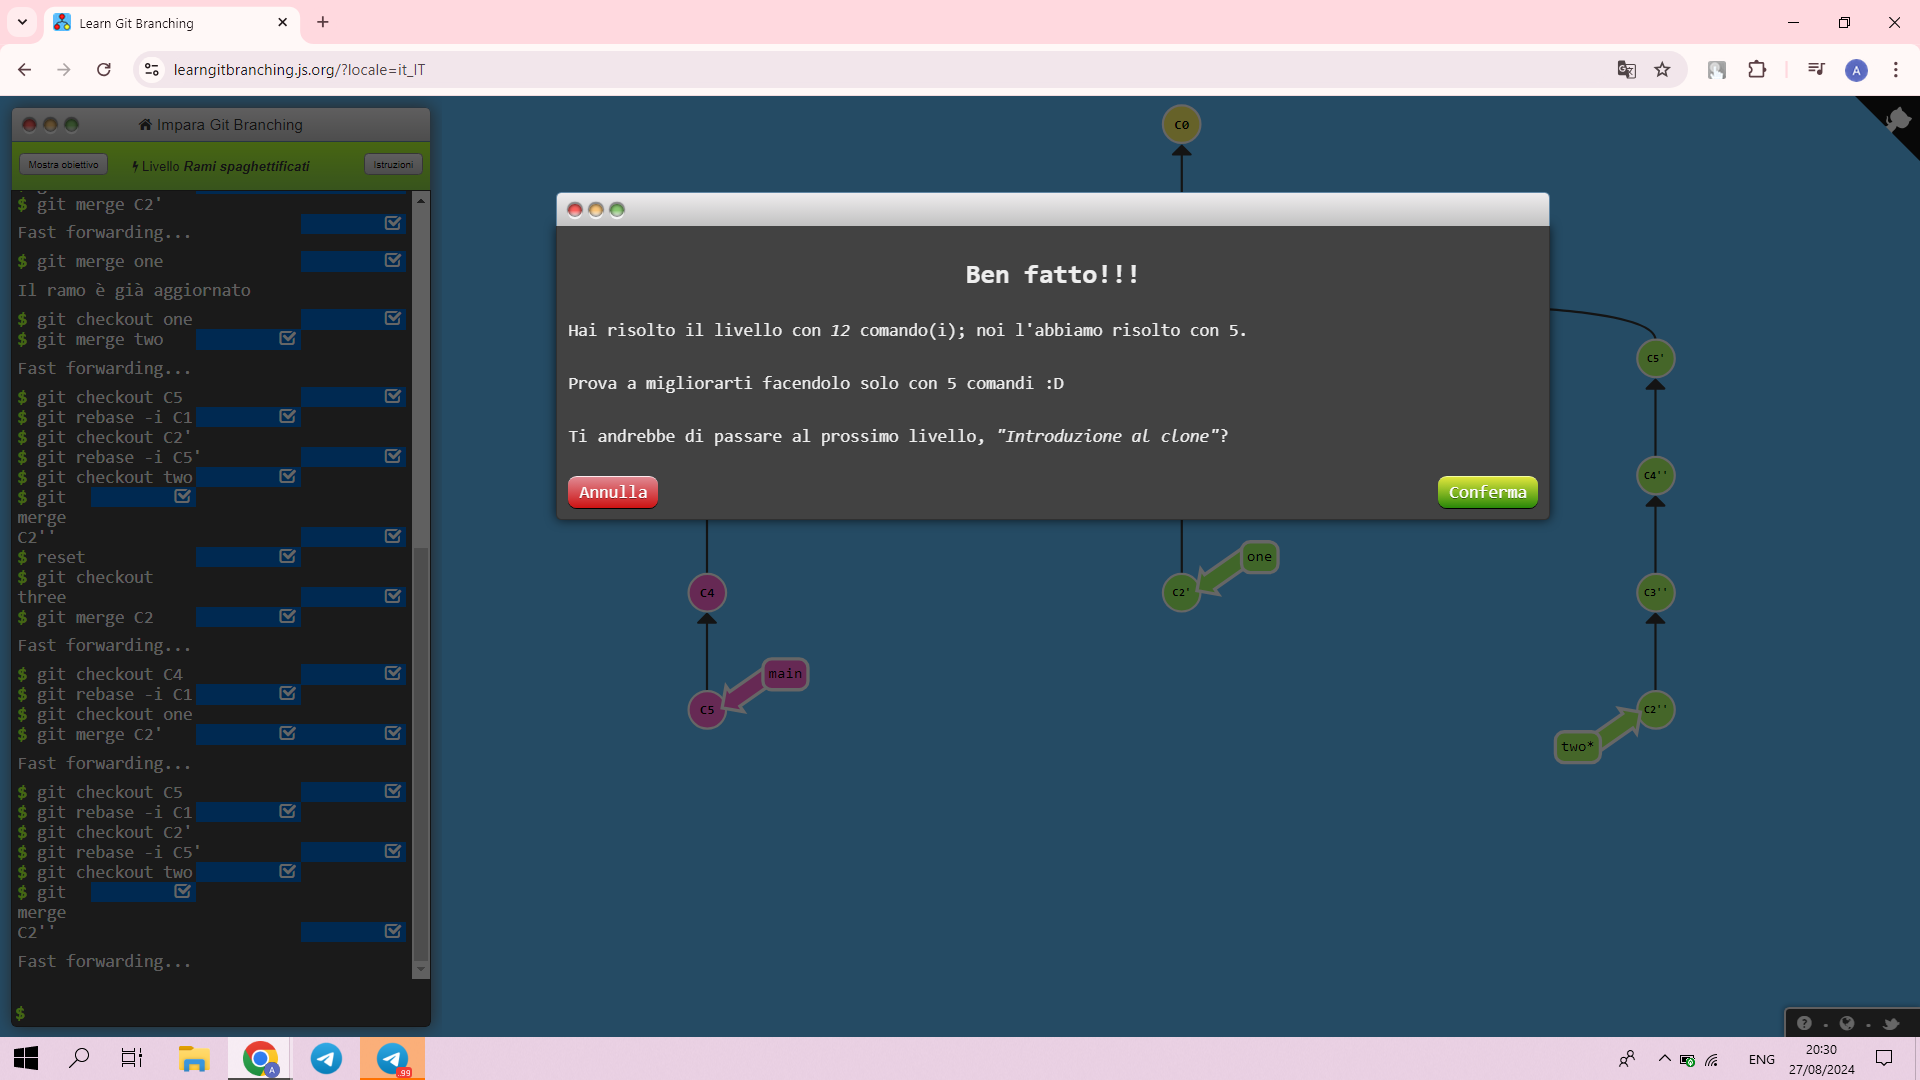 Learn Git Branching
learngitbranching.js.org/?locale=it_IT
A
Impara Git Branching
Mostra obiettivo
Livello Rami spaghettificati
Istruzioni
$ git merge C2'
Fast forwarding...
$ git merge one
Il ramo è già aggiornato
$ git checkout one
$ git merge two
Fast forwarding...
$ git checkout C5
$ git rebase -i C1
$ git checkout C2'
$ git rebase -i C5'
$ git checkout two
$ git
merge
C2''
$ reset
$ git checkout
three
$ git merge C2
Fast forwarding...
$ git checkout C4
$ git rebase -i C1
$ git checkout one
$ git merge C2'
Fast forwarding...
$ git checkout C5
$ git rebase -i C1
$ git checkout C2'
$ git rebase -i C5'
$ git checkout two
$ git
merge
C2''
Fast forwarding...
$
C0
Ben fatto!!!
Hai risolto il livello con 12 comando(i); noi l'abbiamo risolto con 5.
Prova a migliorarti facendolo solo con 5 comandi :D
Ti andrebbe di passare al prossimo livello, "Introduzione al clone"?
Annulla
Conferma
C5'
C4''
one
C4
C2'
C3''
main
C5
C2''
two*
A
99
ENG
20:30
27/08/2024